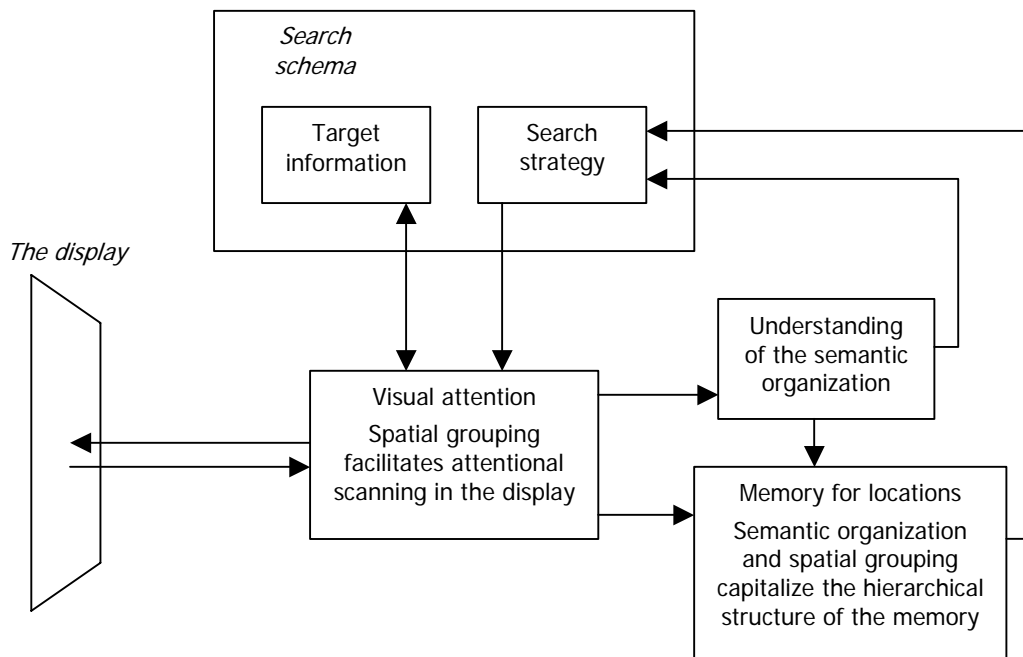 Search
schema
Target
information
Search
strategy
The display
Understanding
of the semantic
organization
Visual attention
Spatial grouping
facilitates attentional
scanning in the display
Memory for locations
Semantic organization
and spatial grouping
capitalize the hierarchical
structure of the memory